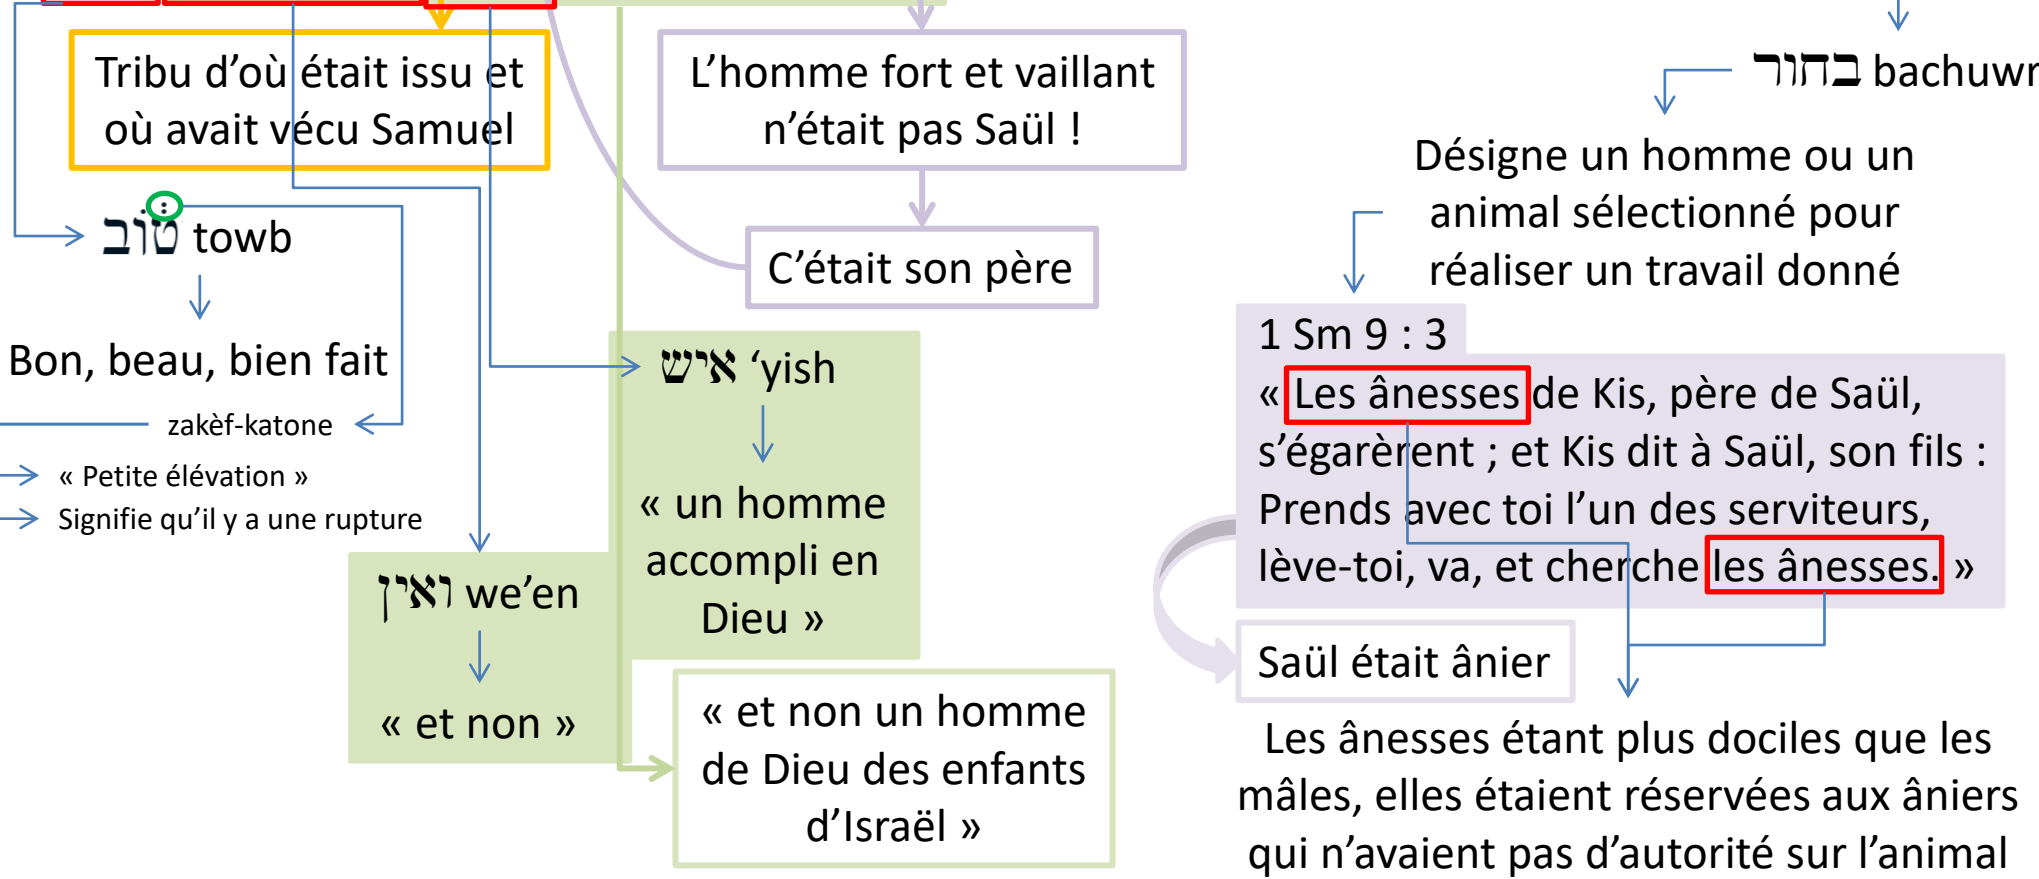 Tribu d'où était issu et
où avait vécu Samuel
טּ֔וֹב towb
Bon, beau, bien fait
zakèf-katone
« Petite élévation »
Signifie qu'il y a une rupture
ואין we’en
« et non »
L’homme fort et vaillant
n’était pas Saül !
C’était son père
איש ‘yish
« un homme
accompli en
Dieu »
« et non un homme
de Dieu des enfants
d’Israël »
בחור bachuwr
Désigne un homme ou un
animal sélectionné pour
réaliser un travail donné
1 Sm 9 : 3
« Les ânesses de Kis, père de Saül,
s’égarèrent ; et Kis dit à Saül, son fils :
Prends avec toi l’un des serviteurs,
lève-toi, va, et cherche les ânesses. »
Saül était ânier
Les ânesses étant plus dociles que les
mâles, elles étaient réservées aux âniers
qui n’avaient pas d’autorité sur l’animal